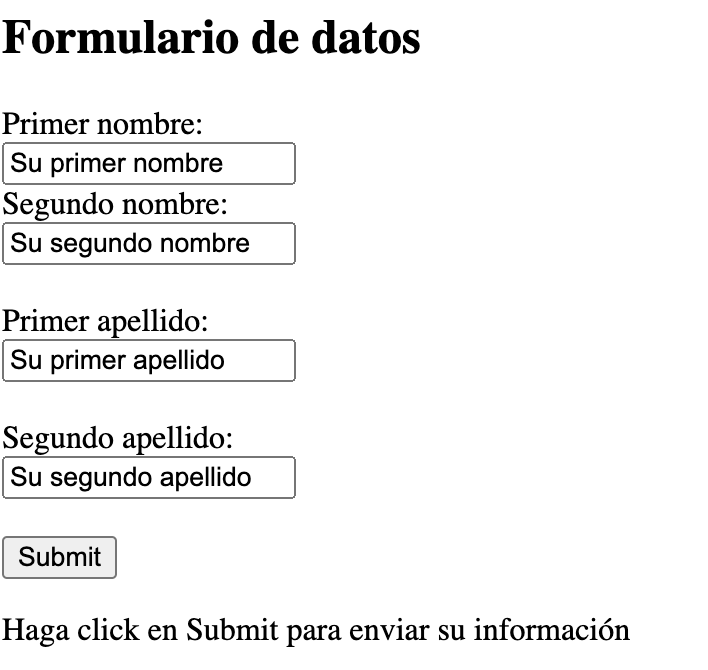 Formulario de datos
Primer nombre:
Su primer nombre
Segundo nombre:
Su segundo nombre
Primer apellido:
Su primer apellido
Segundo apellido:
Su segundo apellido
Submit
Haga click en Submit para enviar su información